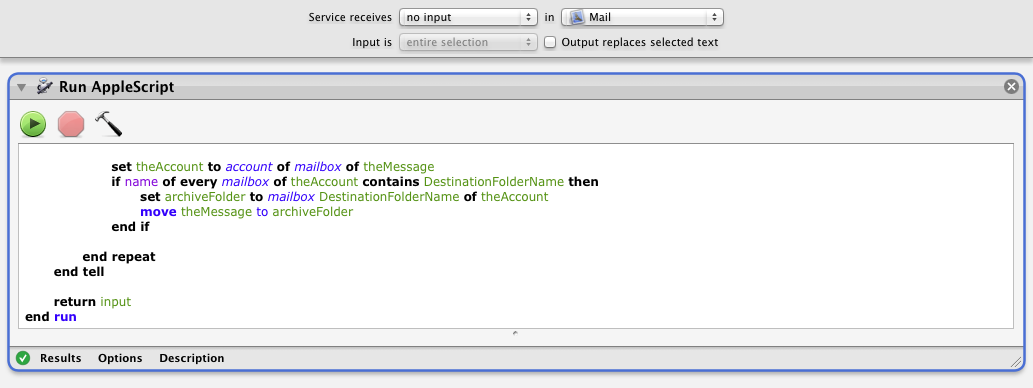 Service receives no input in Mail
Input is entire selection Output replaces selected text
Run AppleScript
set theAccount to account of mailbox of theMessage
if name of every mailbox of theAccount contains DestinationFolderName then
set archiveFolder to mailbox DestinationFolderName of theAccount
move theMessage to archiveFolder
end if
end repeat
end tell
return input
end run
Results Options Description